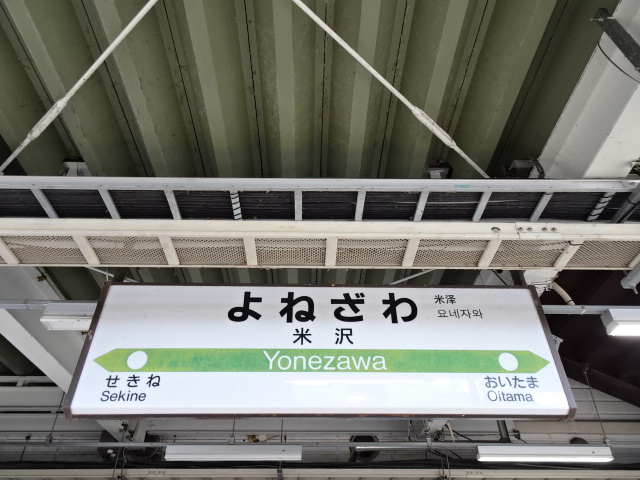 よねざわ
米泽
요네자와
米沢
Yonezawa
せきね
Sekine
おいたま
Oitama